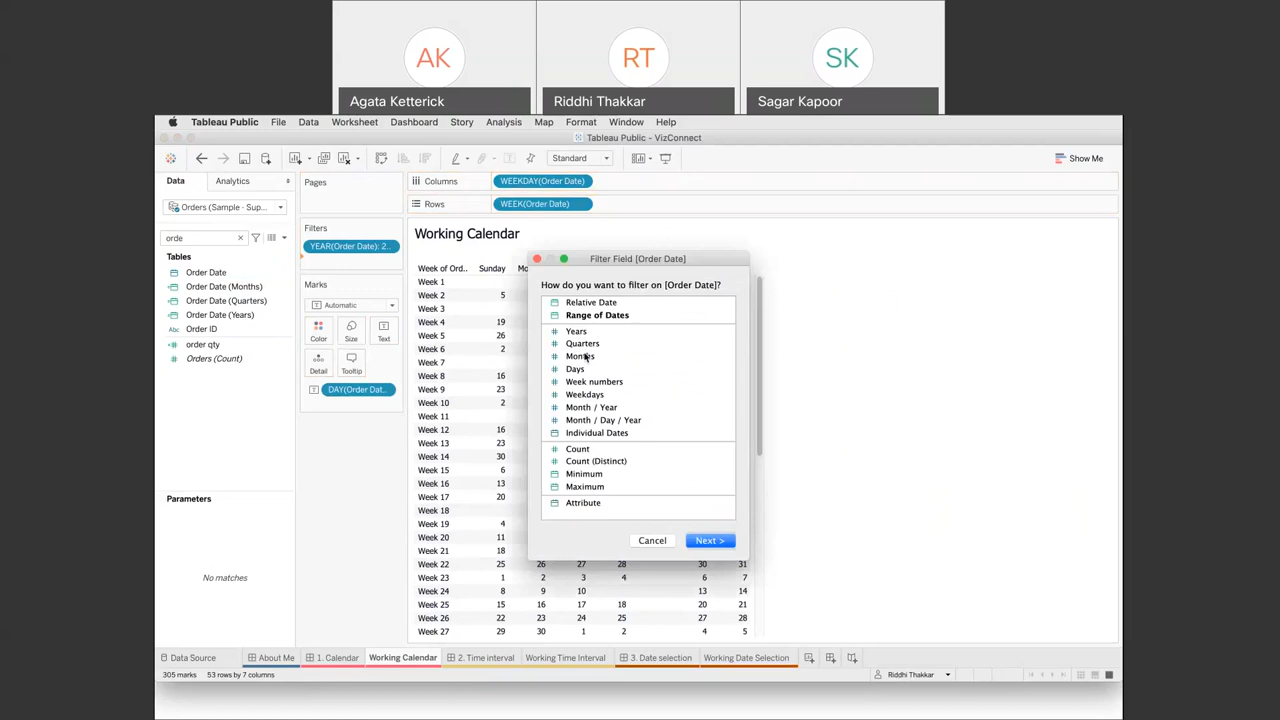 AK
RT
SK
Agata Ketterick
Riddhi Thakkar
Sagar Kapoor
Tableau Public File Data Worksheet Dashboard Story Analysis Map Format Window Help
Tableau Public - VizConnect
Standard
Show Me
Data Analytics
Pages
Columns
WEEKDAY(Order Date)
Orders (Sample - Sup...
Rows
WEEK(Order Date)
Filters
orde
YEAR(Order Date): 2..
Working Calendar
Tables
Order Date
Order Date (Months)
Order Date (Quarters)
Order Date (Years)
Abc Order ID
order qty
Orders (Count)
Marks
Automatic
Color Size Text
Detail Tooltip
DAY(Order Dat..
Parameters
No matches
Week of Ord.. Sunday Mo
Week 1
Week 2 5
Week 3
Week 4 19
Week 5 26
Week 6 2
Week 7
Week 8 16
Week 9 23
Week 10 2
Week 11
Week 12 16
Week 13 23
Week 14 30
Week 15 6
Week 16 13
Week 17 20
Week 18
Week 19 4
Week 20 11
Week 21 18
Week 22 25 26 27 28 30 31
Week 23 1 2 3 4 6 7
Week 24 8 9 10 13 14
Week 25 15 16 17 18 20 21
Week 26 22 23 24 25 27 28
Week 27 29 30 1 2 4 5
Filter Field [Order Date]
How do you want to filter on [Order Date]?
Relative Date
Range of Dates
Years
Quarters
Months
Days
Week numbers
Weekdays
Month / Year
Month / Day / Year
Individual Dates
Count
Count (Distinct)
Minimum
Maximum
Attribute
Cancel
Next >
Data Source About Me 1. Calendar Working Calendar 2. Time interval Working Time Interval 3. Date selection Working Date Selection
305 marks 53 rows by 7 columns
Riddhi Thakkar